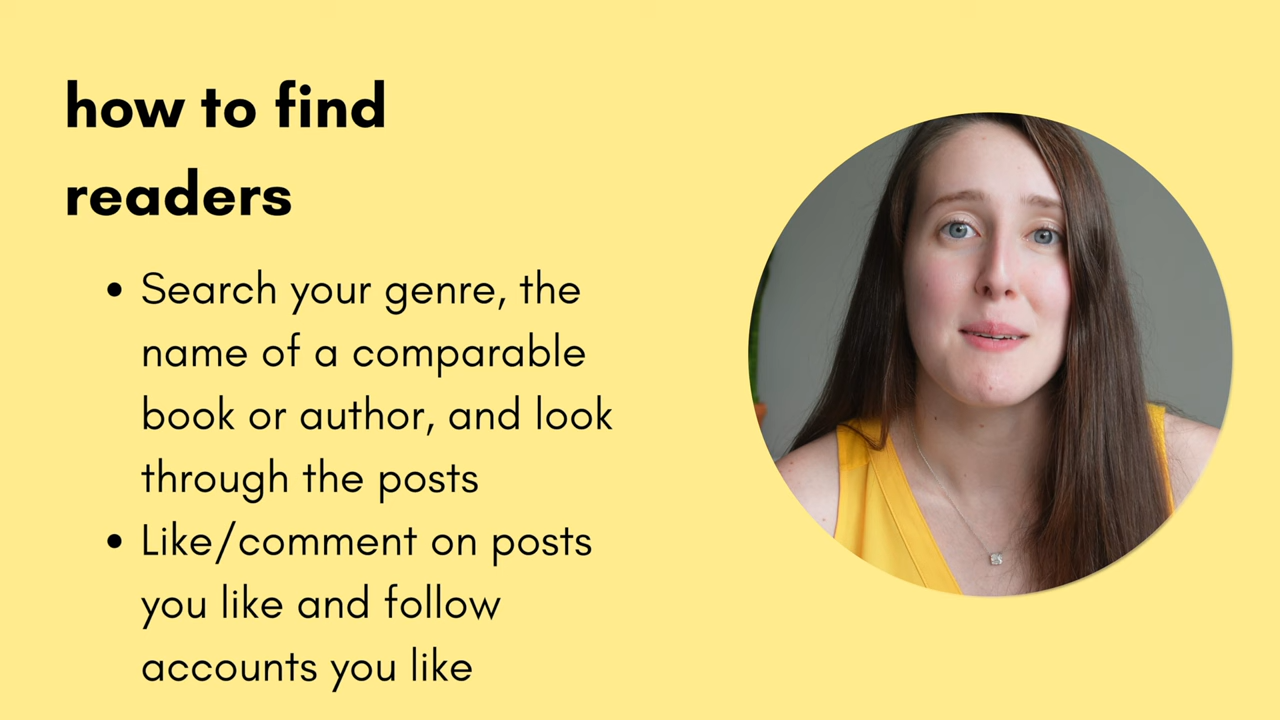 how to find
readers
• Search your genre, the
name of a comparable
book or author, and look
through the posts
• Like/comment on posts
you like and follow
accounts you like